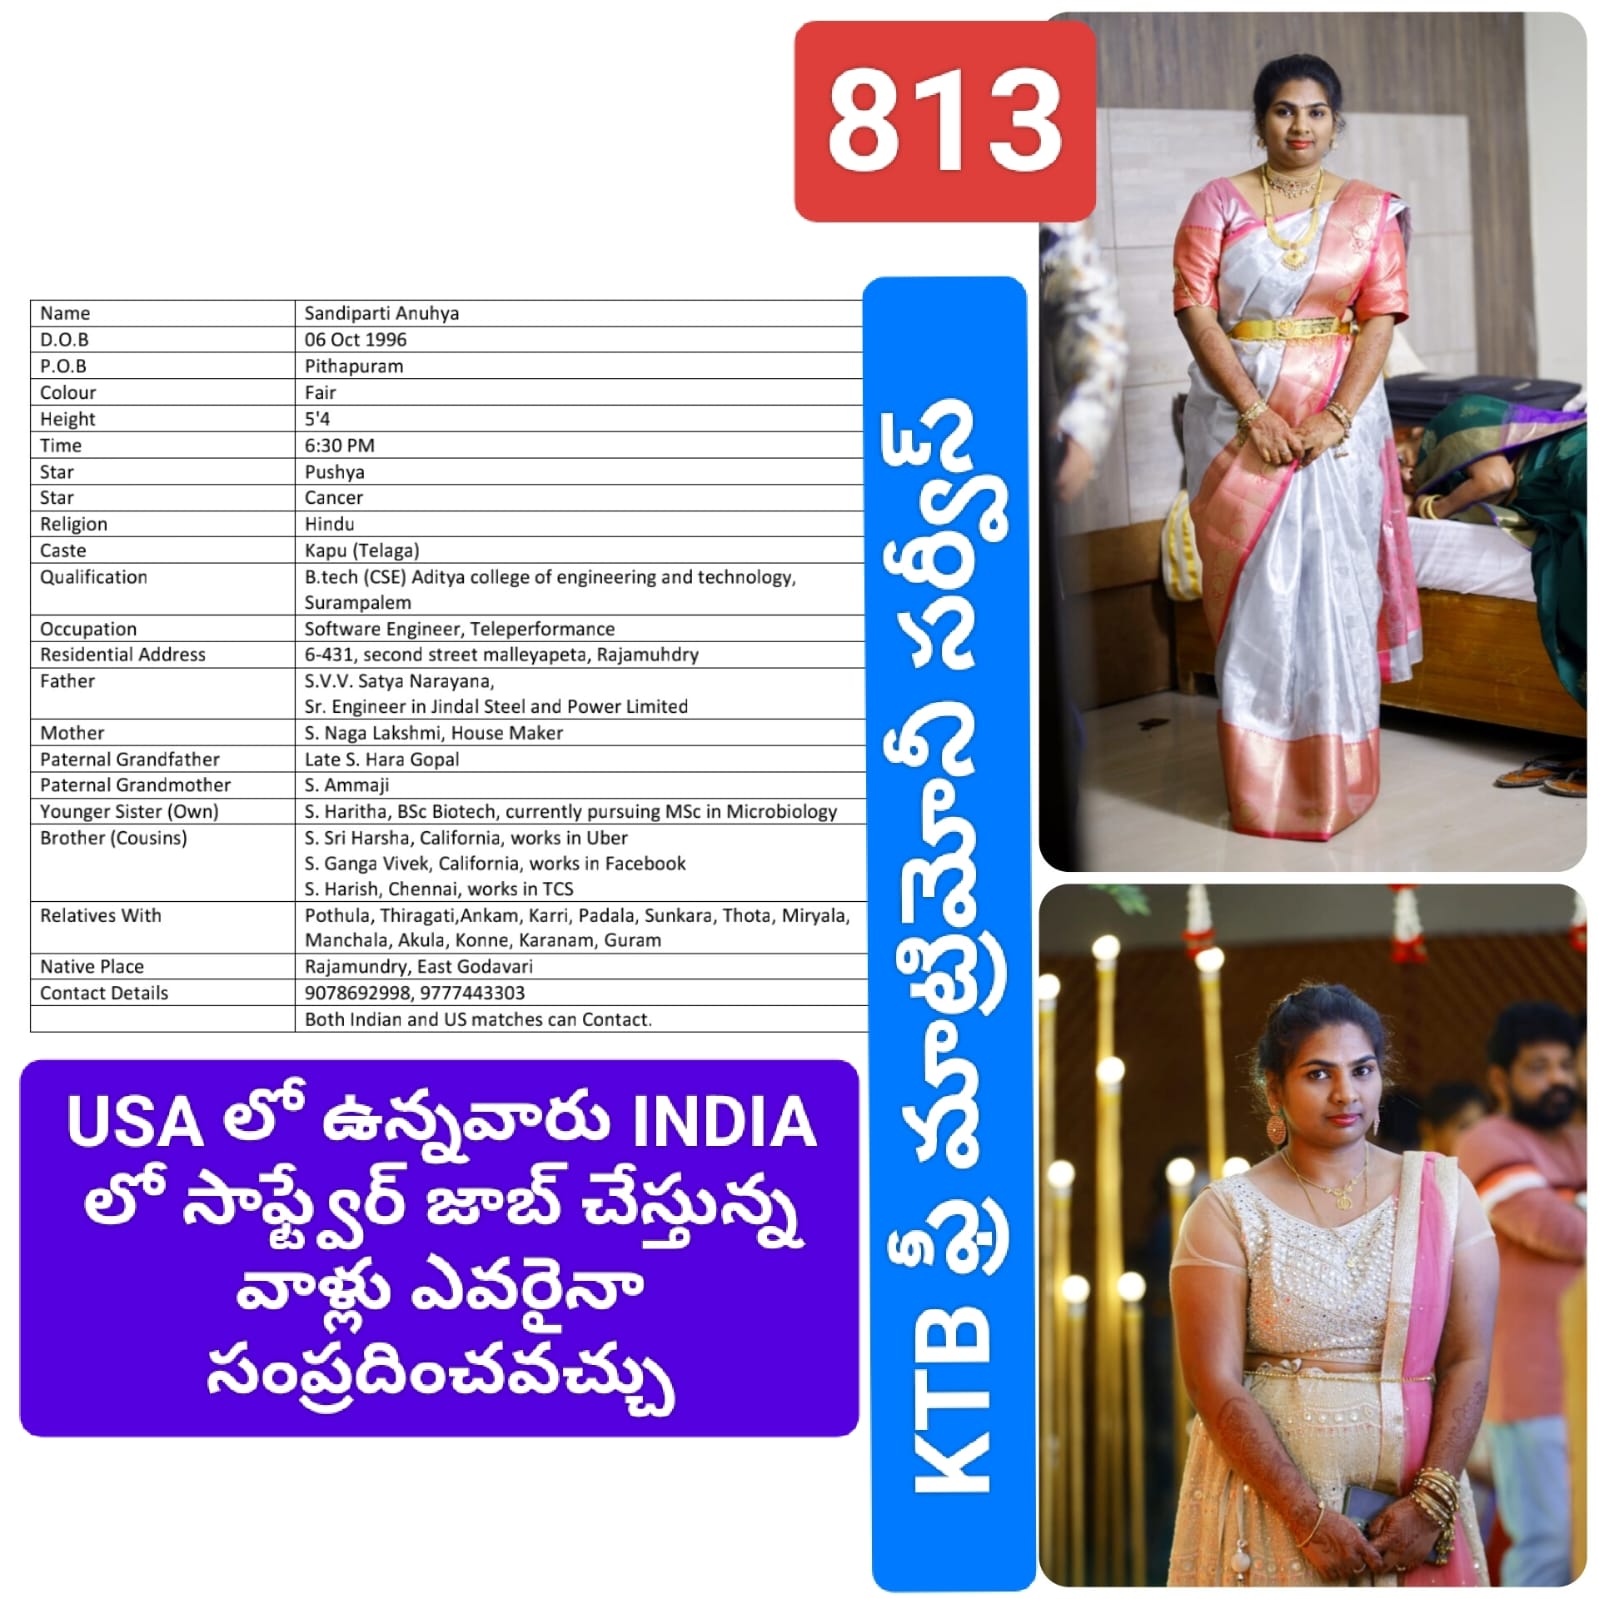 813
Name Sandiparti Anuhya
D.O.B 06 Oct 1996
P.O.B Pithapuram
Colour Fair
Height 5'4
Time 6:30 PM
Star Pushya
Star Cancer
Religion Hindu
Caste Kapu (Telaga)
Qualification B.tech (CSE) Aditya college of engineering and technology,
Surampalem
Occupation Software Engineer, Teleperformance
Residential Address 6-431, second street malleyapeta, Rajamuhdry
Father S.V.V. Satya Narayana,
Sr. Engineer in Jindal Steel and Power Limited
Mother S. Naga Lakshmi, House Maker
Paternal Grandfather Late S. Hara Gopal
Paternal Grandmother S. Ammaji
Younger Sister (Own) S. Haritha, BSc Biotech, currently pursuing MSc in Microbiology
Brother (Cousins) S. Sri Harsha, California, works in Uber
S. Ganga Vivek, California, works in Facebook
S. Harish, Chennai, works in TCS
Relatives With Pothula, Thiragati,Ankam, Karri, Padala, Sunkara, Thota, Miryala,
Manchala, Akula, Konne, Karanam, Guram
Native Place Rajamundry, East Godavari
Contact Details 9078692998, 9777443303
Both Indian and US matches can Contact.
USA లో ఉన్నవారు INDIA
లో సాఫ్ట్వేర్ జాబ్ చేస్తున్న
వాళ్లు ఎవరైనా
సంప్రదించవచ్చు
KTB ఫ్రీ మాట్రిమోనీ సర్వీస్